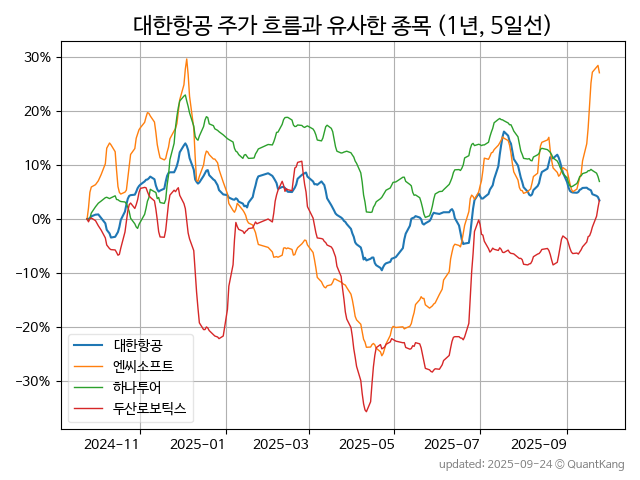 대한항공 주가 흐름과 유사한 종목 (1년, 5일선)
30%
20%
10%
0%
−10%
−20%
−30%
대한항공
엔씨소프트
하나투어
두산로보틱스
2024-11
2025-01
2025-03
2025-05
2025-07
2025-09
updated: 2025-09-24 ⓒ QuantKang